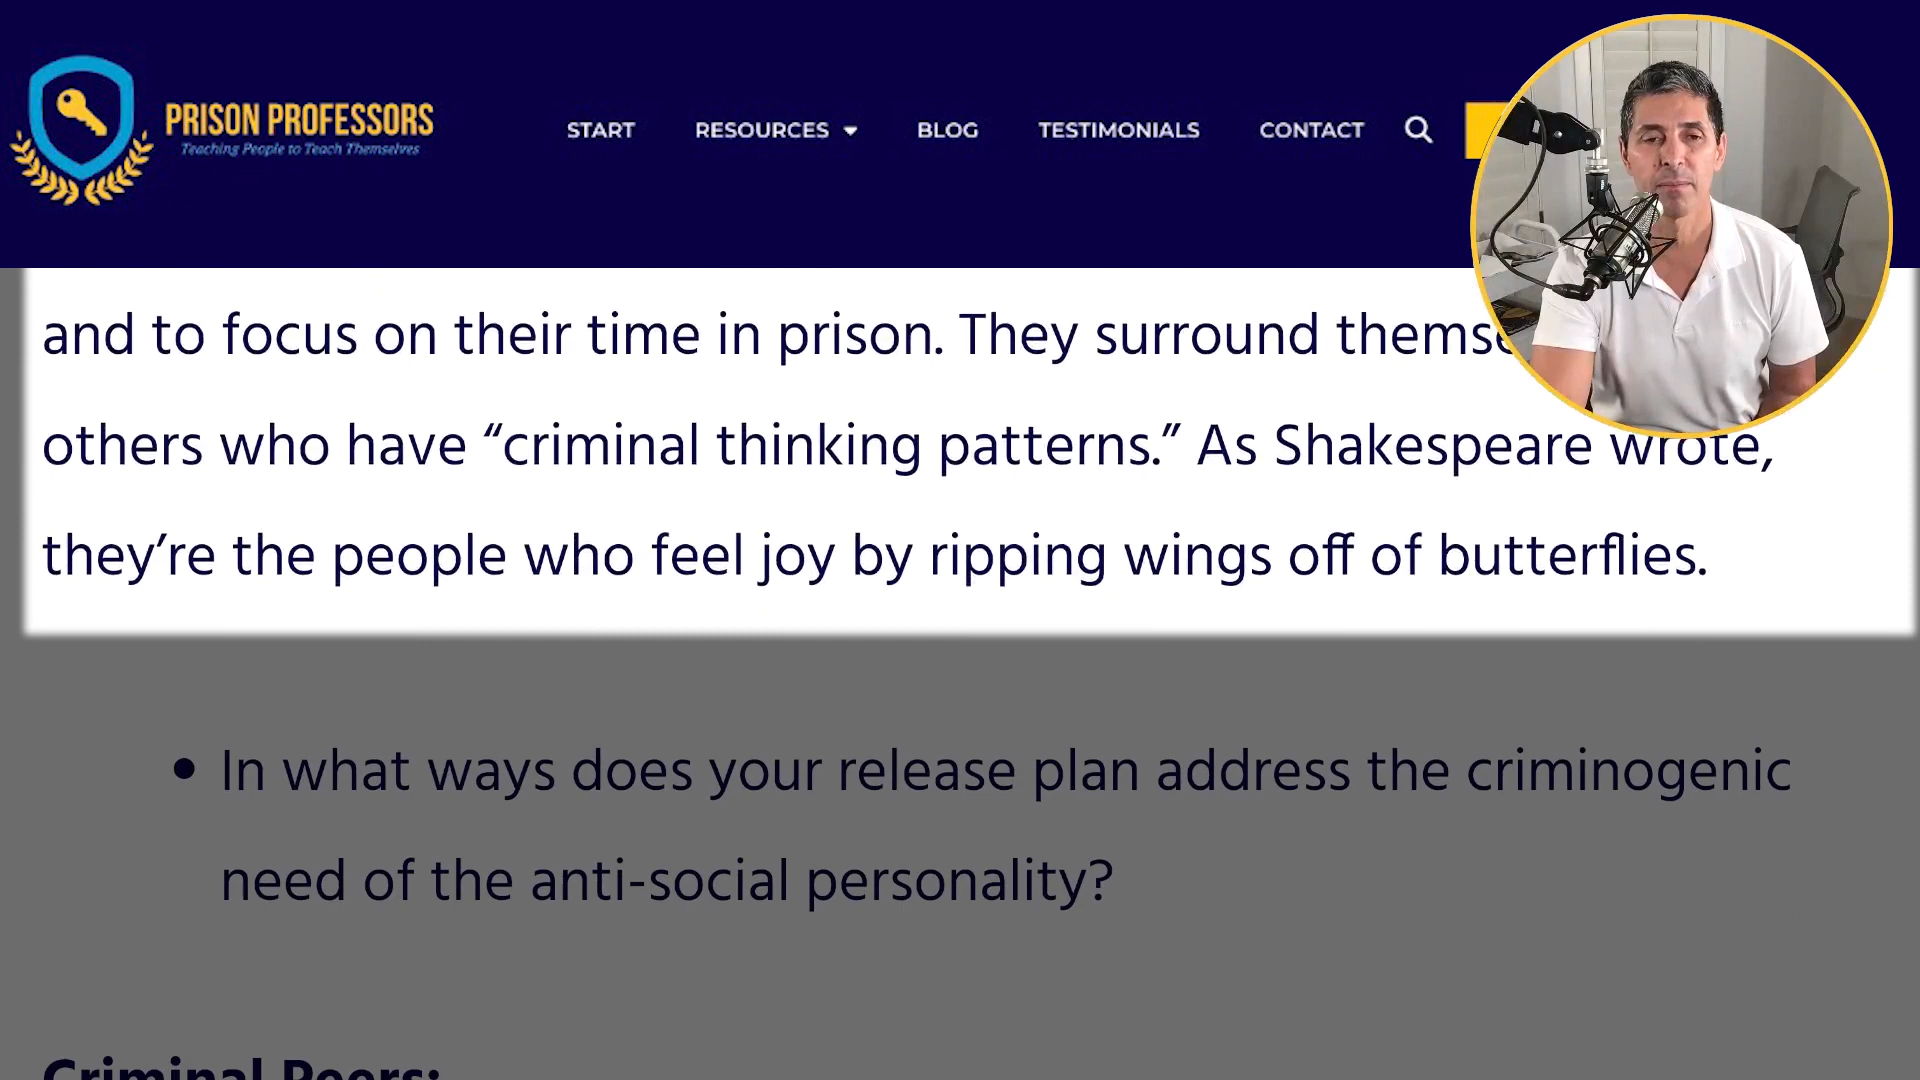 PRISON PROFESSORS
Teaching People to Teach Themselves
START RESOURCES BLOG TESTIMONIALS CONTACT
and to focus on their time in prison. They surround
others who have “criminal thinking patterns.” As Shakespeare wrote,
they’re the people who feel joy by ripping wings off of butterflies.
• In what ways does your release plan address the criminogenic
need of the anti-social personality?
Criminal Peers: